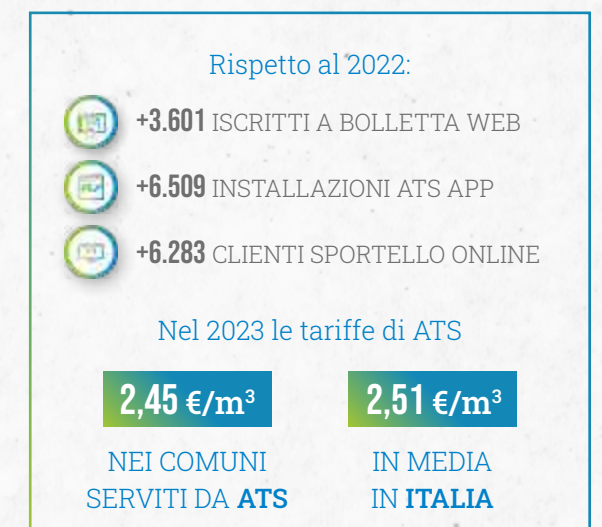 Rispetto al 2022:
+3.601 ISCRITTI A BOLLETTA WEB
+6.509 INSTALLAZIONI ATS APP
+6.283 CLIENTI SPORTELLO ONLINE
Nel 2023 le tariffe di ATS
2,45 €/m³
NEI COMUNI
SERVITI DA ATS
2,51 €/m³
IN MEDIA
IN ITALIA